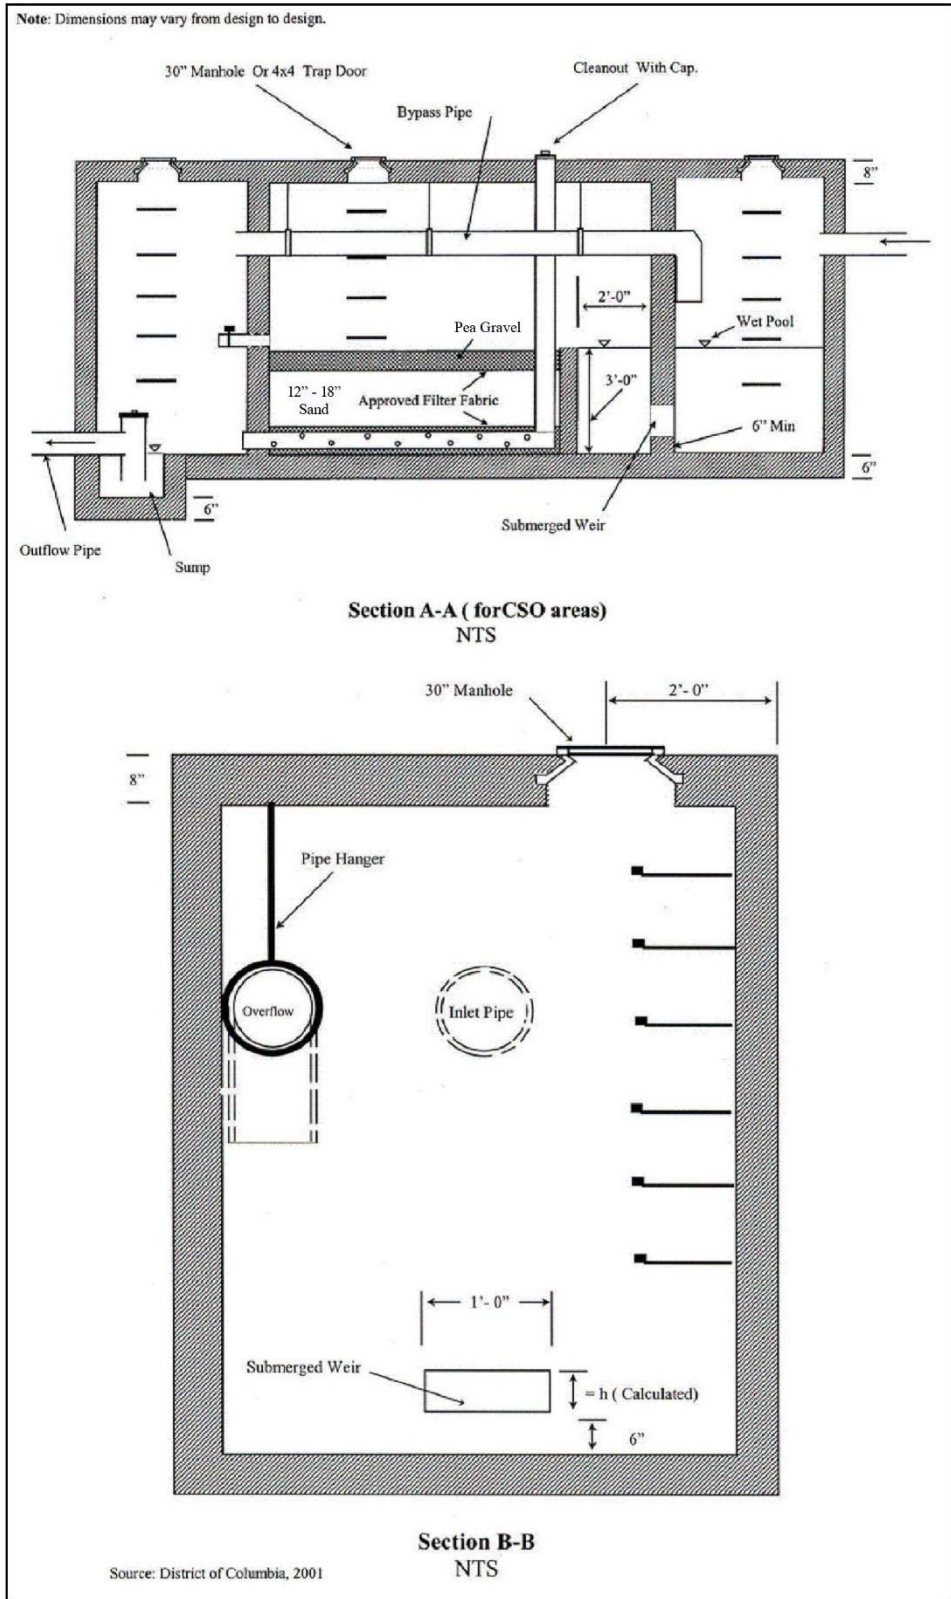 Note: Dimensions may vary from design to design.
30” Manhole Or 4x4 Trap Door
Cleanout With Cap.
Bypass Pipe
8”
2’-0”
Wet Pool
Pea Gravel
12” - 18”
Sand
Approved Filter Fabric
3’-0”
6” Min
6”
6”
Submerged Weir
Outflow Pipe
Sump
Section A-A ( forCSO areas)
NTS
30” Manhole
2’- 0”
8”
Pipe Hanger
Overflow
Inlet Pipe
1’- 0”
Submerged Weir
= h ( Calculated)
6”
Section B-B
NTS
Source: District of Columbia, 2001